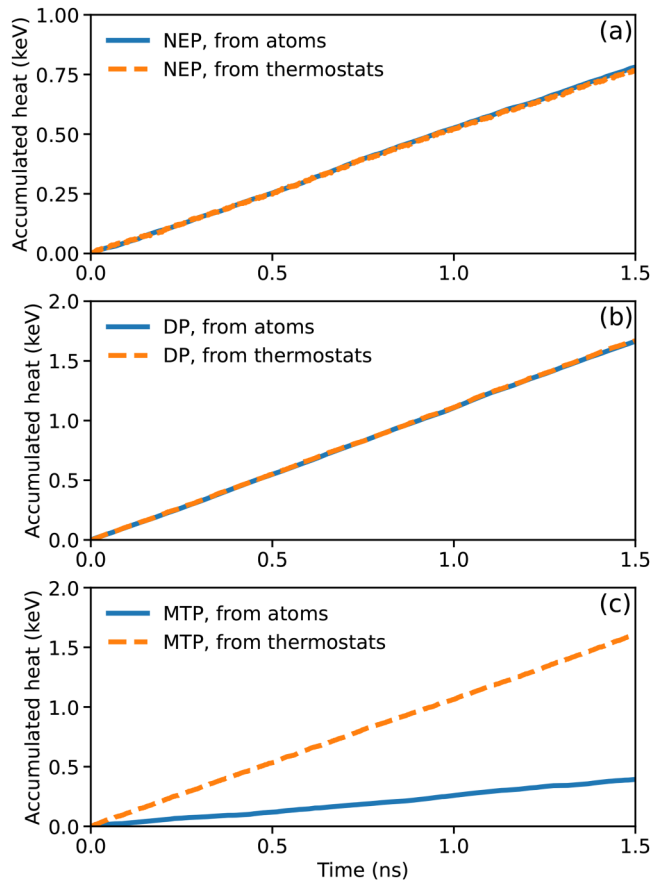 (a)
NEP, from atoms
NEP, from thermostats
Accumulated heat (keV)
1.00
0.75
0.50
0.25
0.00
0.0 0.5 1.0 1.5
(b)
DP, from atoms
DP, from thermostats
Accumulated heat (keV)
2.0
1.5
1.0
0.5
0.0
0.0 0.5 1.0 1.5
(c)
MTP, from atoms
MTP, from thermostats
Accumulated heat (keV)
2.0
1.5
1.0
0.5
0.0
0.0 0.5 1.0 1.5
Time (ns)